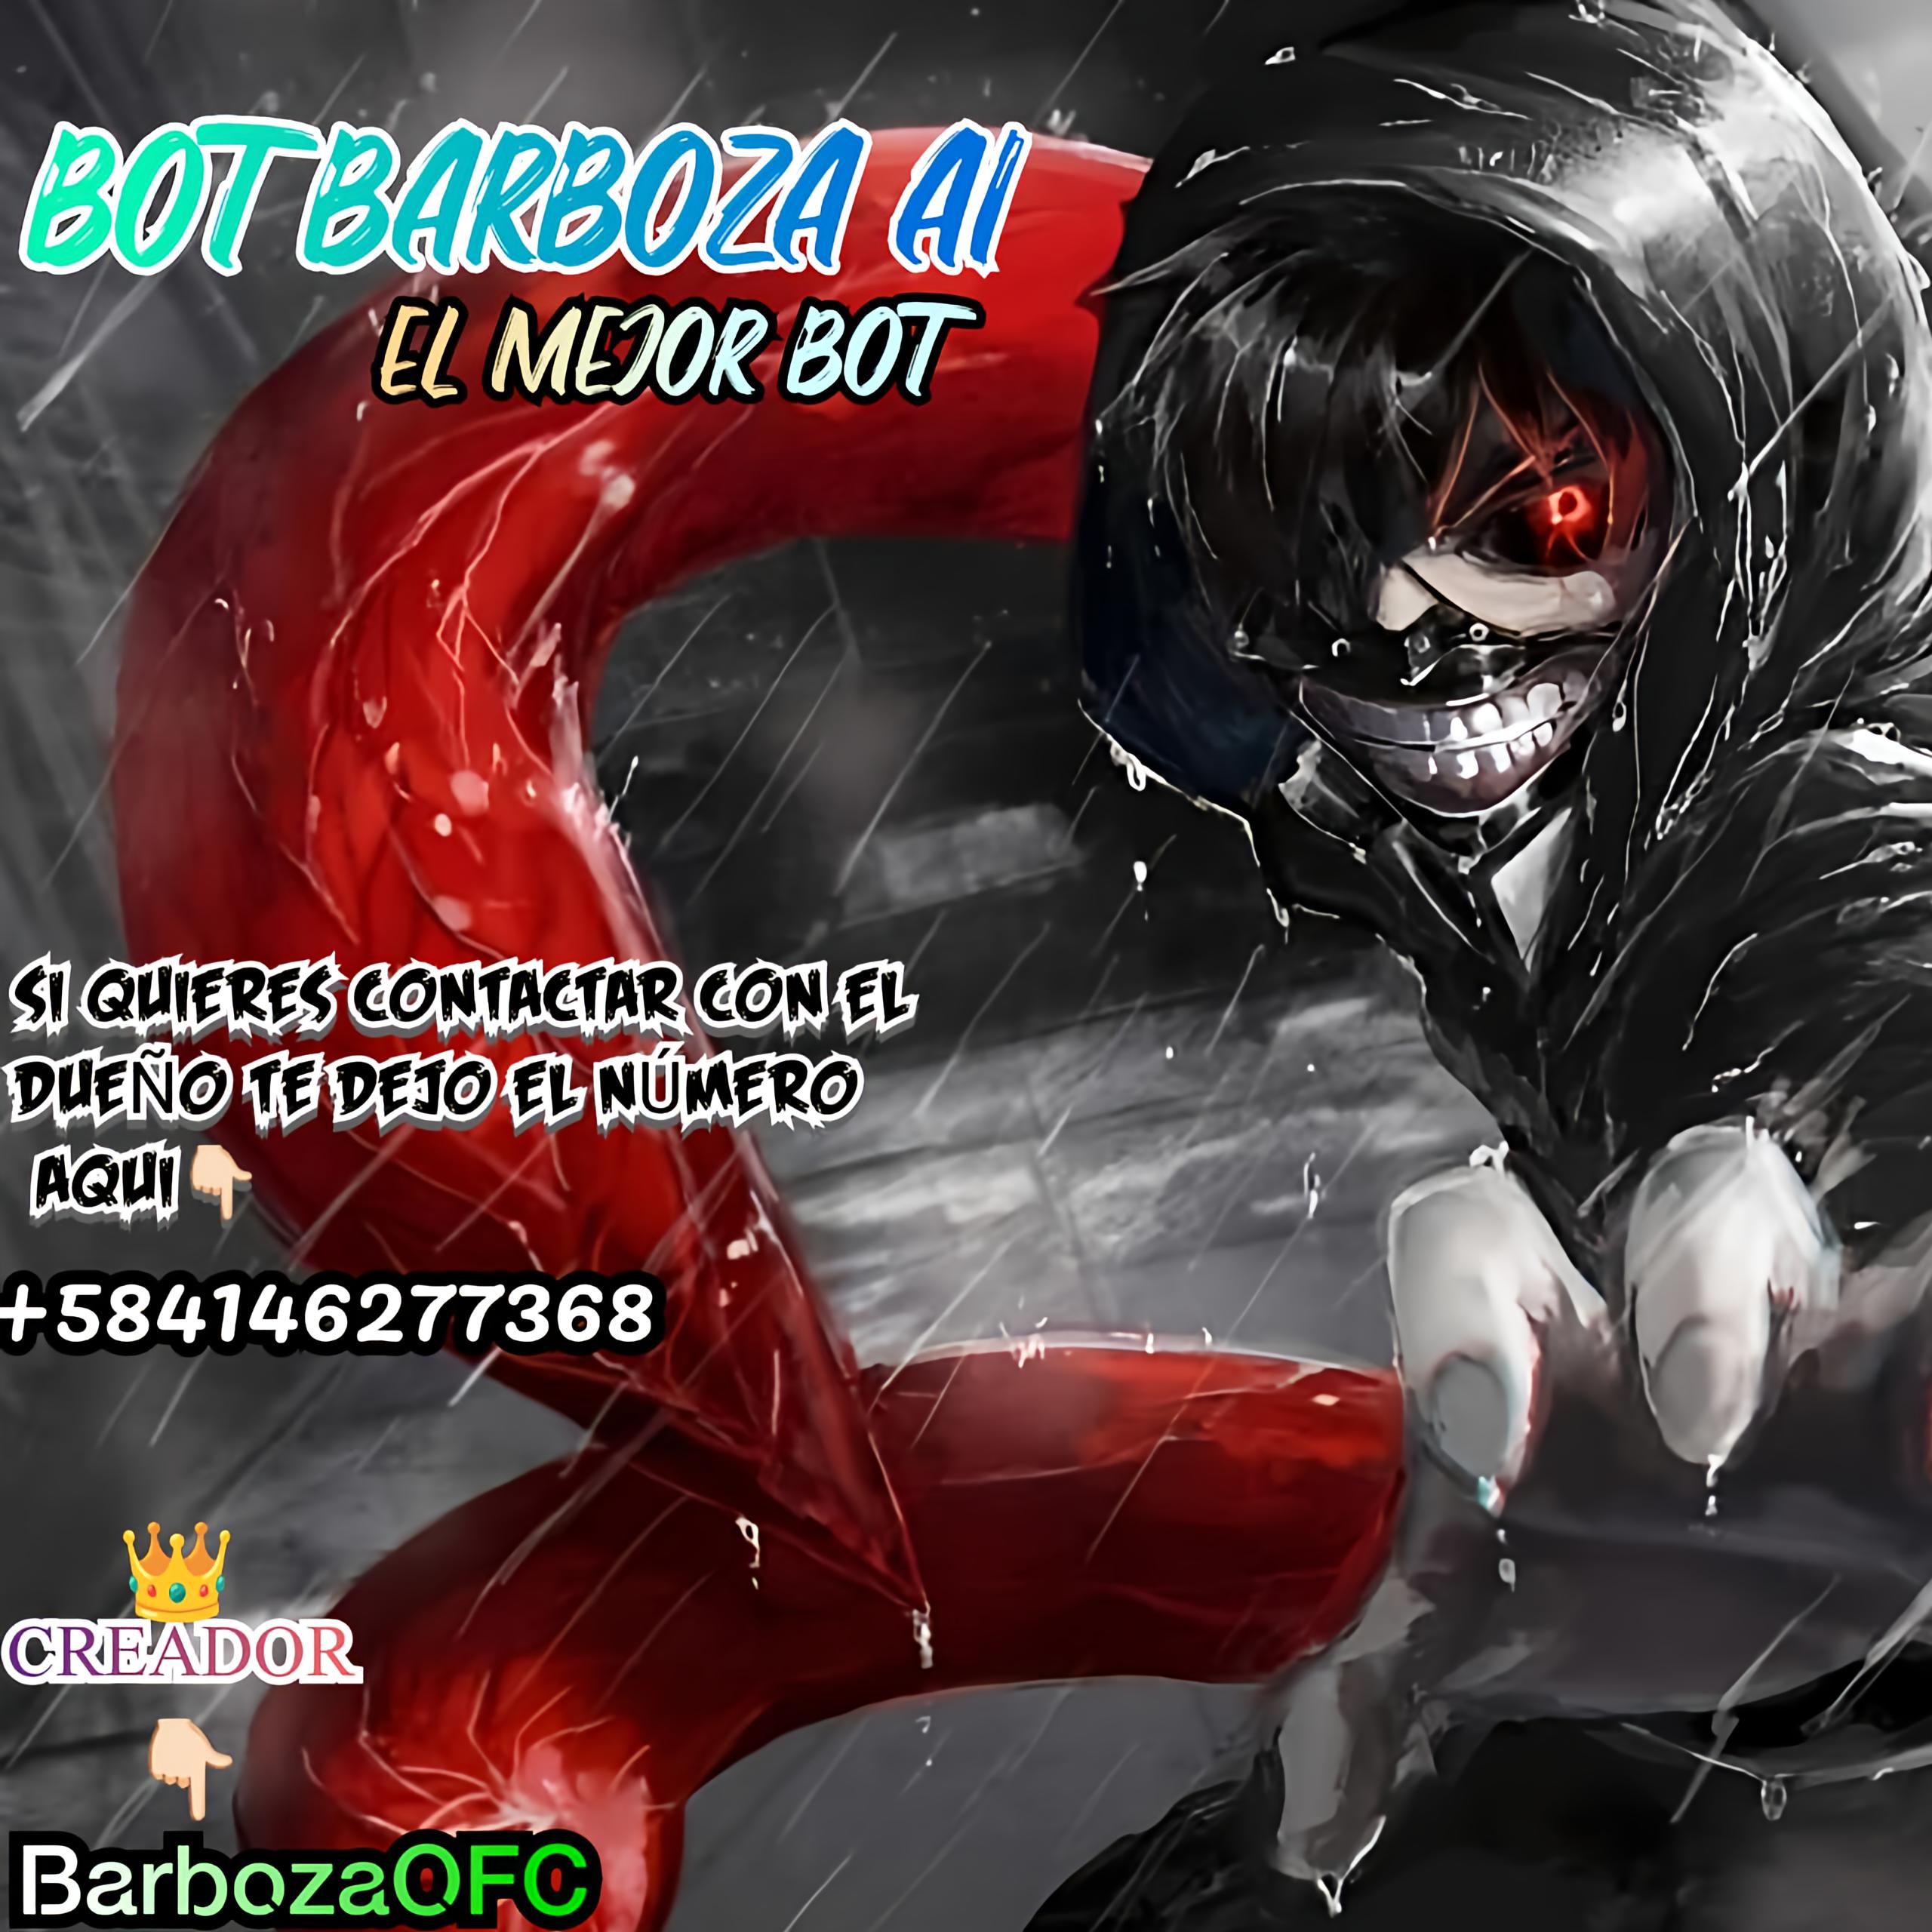 BOT BARBOZA AI
EL MEJOR BOT
SI QUIERES CONTACTAR CON EL
DUEÑO TE DEJO EL NÚMERO
AQUI👇🏻
+584146277368
👑
CREADOR
👇🏻
BarbozaOFC